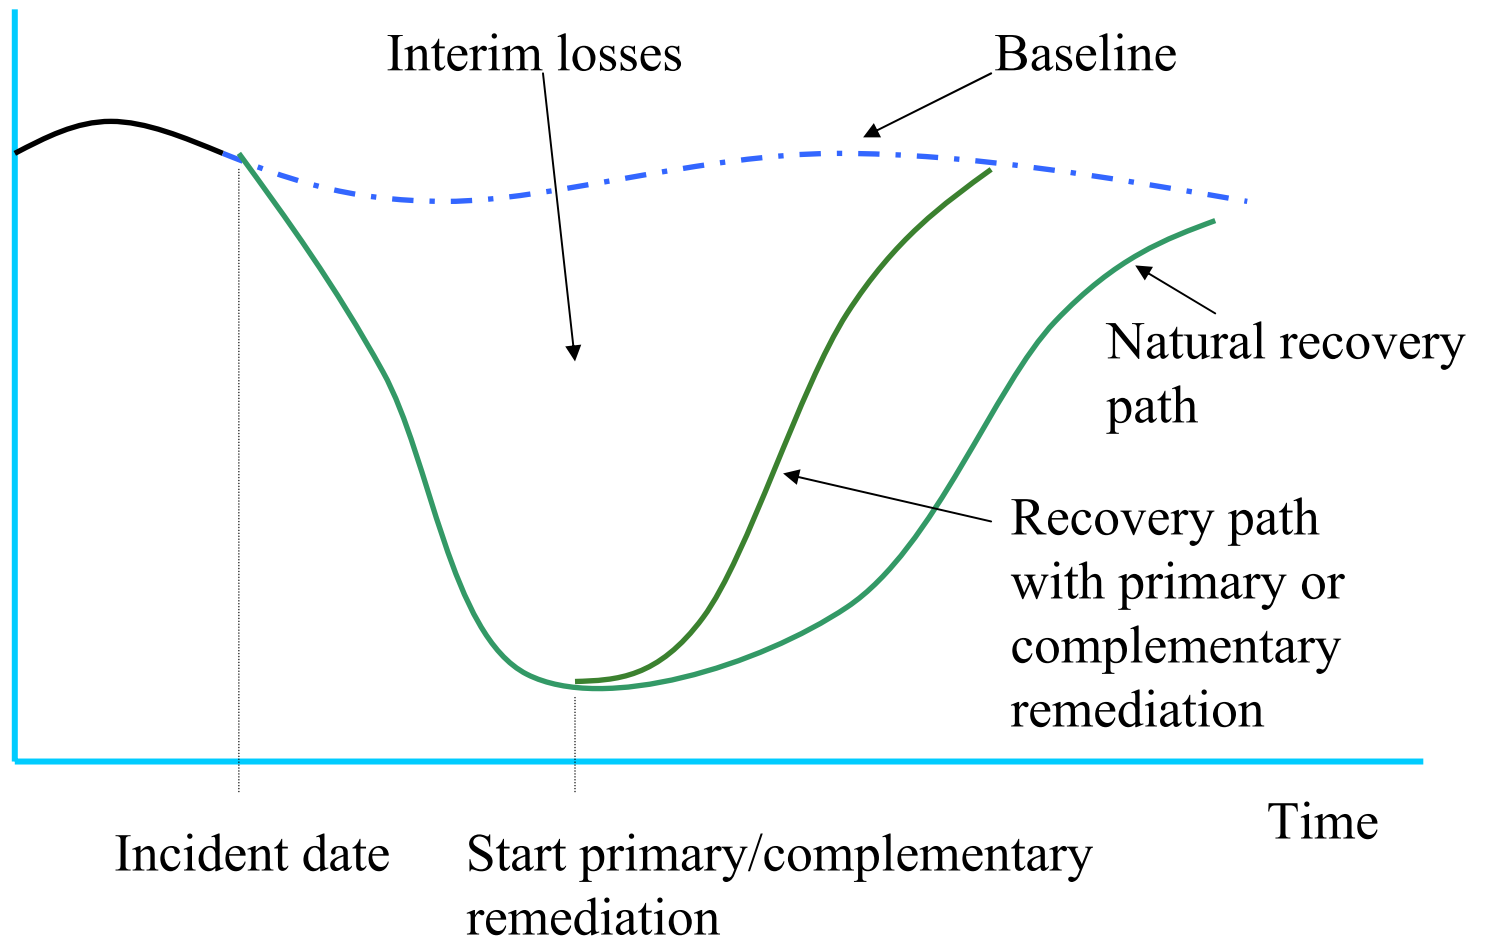 Interim losses
Baseline
Natural recovery
path
Recovery path
with primary or
complementary
remediation
Time
Incident date
Start primary/complementary
remediation